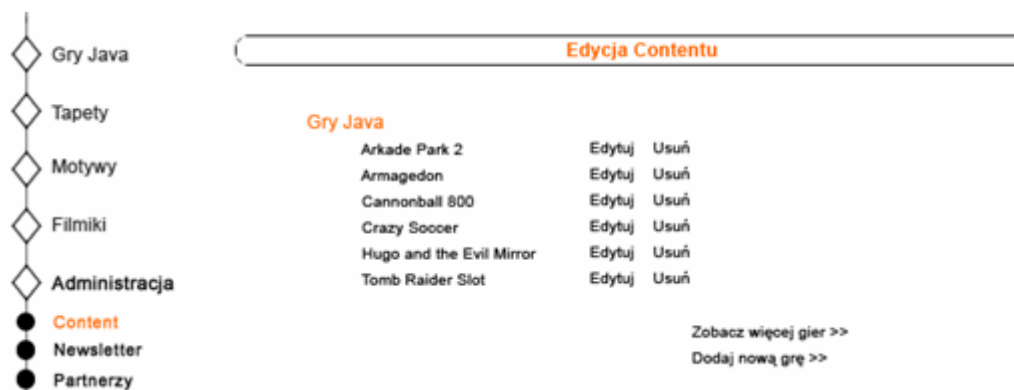 Gry Java
Tapety
Motywy
Filmiki
Administracja
Content
Newsletter
Partnerzy
Edycja Contentu
Gry Java
Arkade Park 2 Edytuj Usuń
Armagedon Edytuj Usuń
Cannonball 800 Edytuj Usuń
Crazy Soccer Edytuj Usuń
Hugo and the Evil Mirror Edytuj Usuń
Tomb Raider Slot Edytuj Usuń
Zobacz więcej gier >>
Dodaj nową grę >>